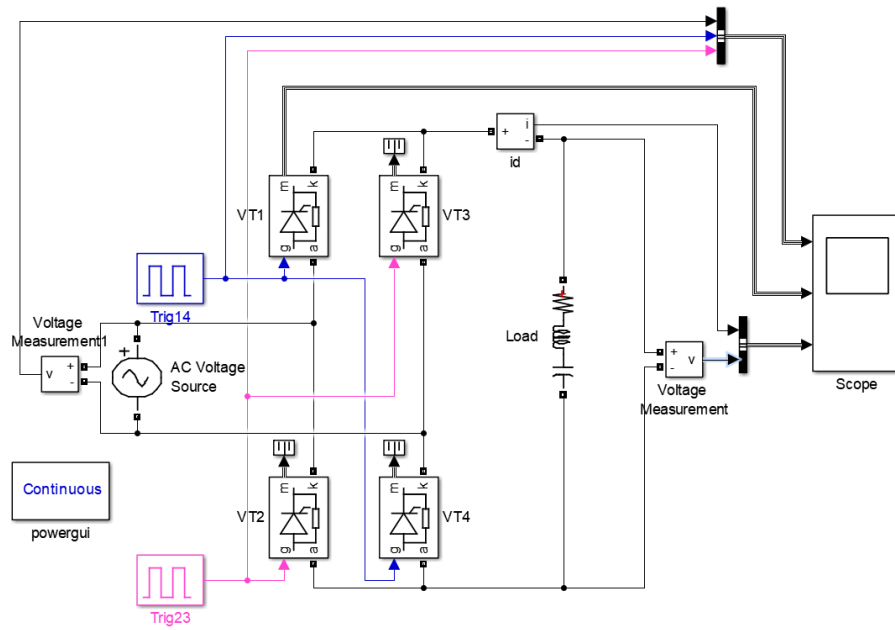 i
+
-
id
m
k
VT1
g
a
m
k
VT3
g
a
Trig14
Voltage
Measurement1
v
+
-
+
AC Voltage
Source
Load
+
v
-
Voltage
Measurement
Scope
Continuous
powergui
m
k
VT2
g
a
m
k
VT4
g
a
Trig23